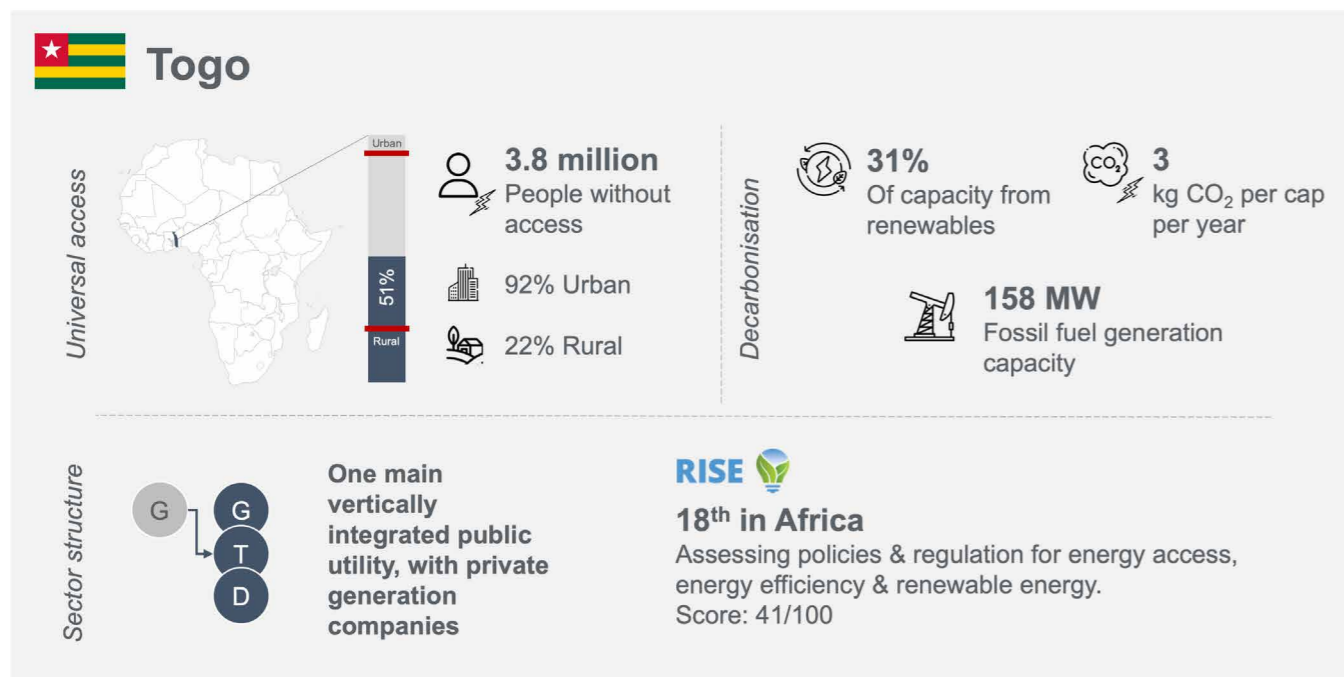 Togo
Universal access
Urban
51%
Rural
3.8 million
People without
access
92% Urban
22% Rural
Decarbonisation
31%
Of capacity from
renewables
CO₂
3
kg CO₂ per cap
per year
158 MW
Fossil fuel generation
capacity
Sector structure
G
G
T
D
One main
vertically
integrated public
utility, with private
generation
companies
RISE
18th in Africa
Assessing policies & regulation for energy access,
energy efficiency & renewable energy.
Score: 41/100